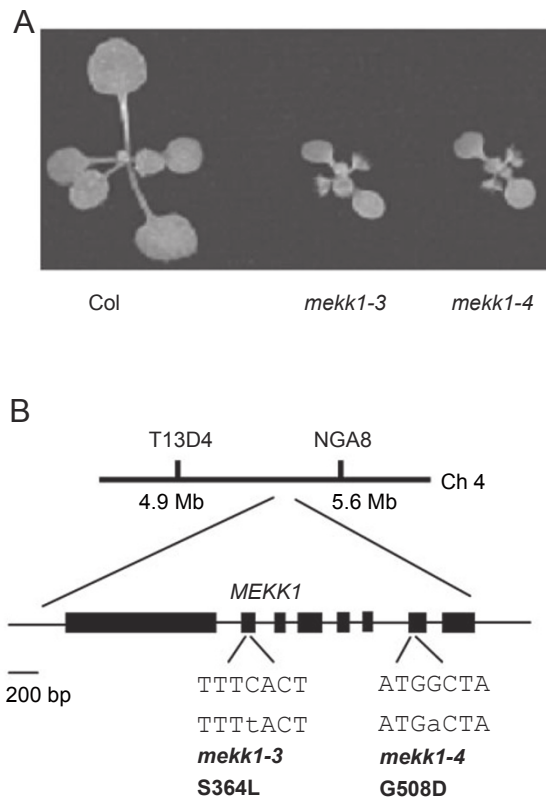 A
Col mekk1-3 mekk1-4
B
T13D4 NGA8
Ch 4
4.9 Mb 5.6 Mb
MEKK1
200 bp
TTTCACT ATGGCTA
TTTtACT ATGaCTA
mekk1-3 mekk1-4
S364L G508D